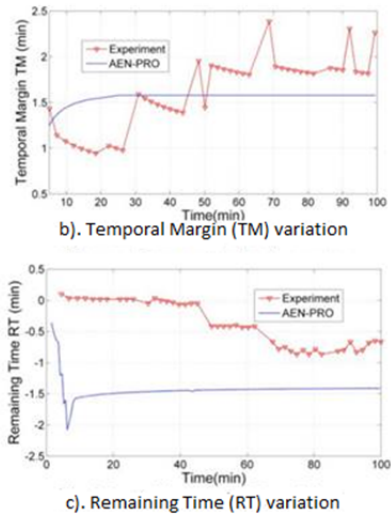 2.5
2
1.5
1
0.5
Temporal Margin TM (min)
Experiment
AEN-PRO
10 20 30 40 50 60 70 80 90 100
Time(min)
b). Temporal Margin (TM) variation
0.5
0
-0.5
-1
-1.5
-2
-2.5
Remaining Time RT (min)
Experiment
AEN-PRO
0 20 40 60 80 100
Time(min)
c). Remaining Time (RT) variation